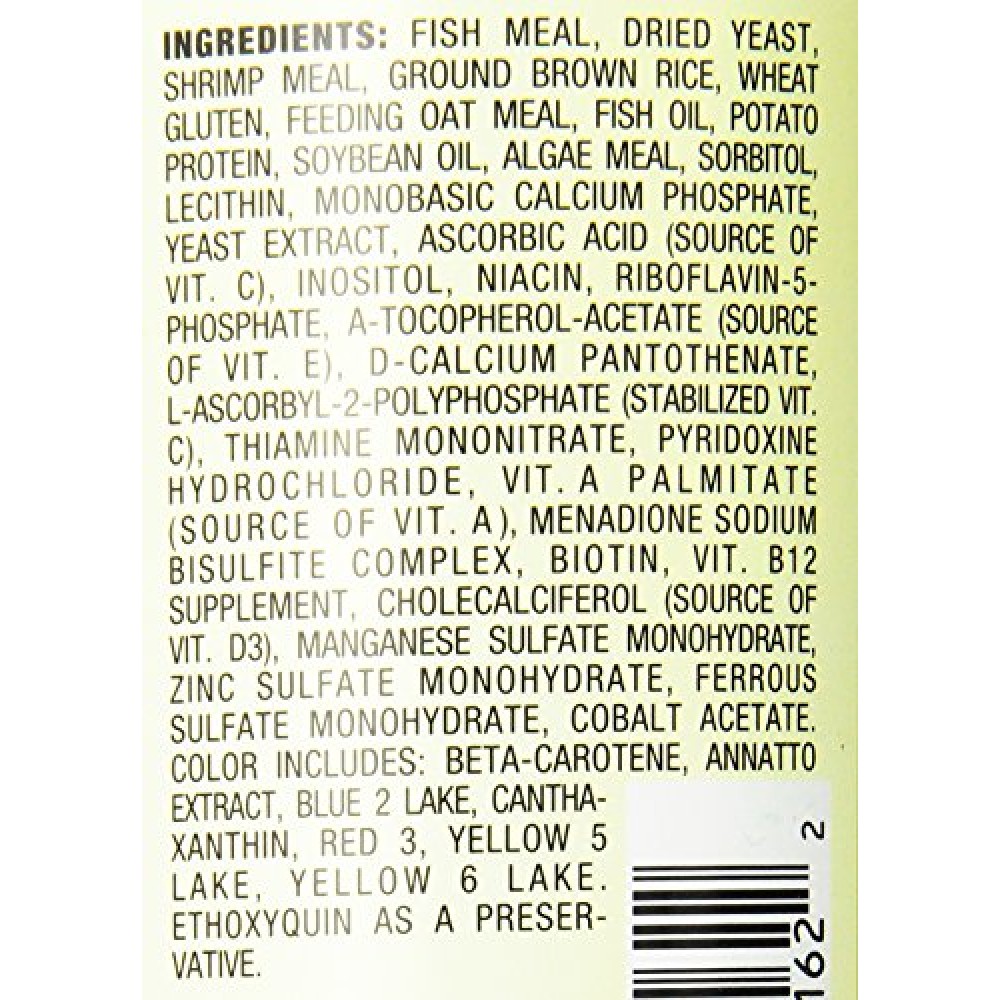 INGREDIENTS: FISH MEAL, DRIED YEAST,
SHRIMP MEAL, GROUND BROWN RICE, WHEAT
GLUTEN, FEEDING OAT MEAL, FISH OIL, POTATO
PROTEIN, SOYBEAN OIL, ALGAE MEAL, SORBITOL,
LECITHIN, MONOBASIC CALCIUM PHOSPHATE,
YEAST EXTRACT, ASCORBIC ACID (SOURCE OF
VIT. C), INOSITOL, NIACIN, RIBOFLAVIN-5-
PHOSPHATE, A-TOCOPHEROL-ACETATE (SOURCE
OF VIT. E), D-CALCIUM PANTOTHENATE,
L-ASCORBYL-2-POLYPHOSPHATE (STABILIZED VIT.
C), THIAMINE MONONITRATE, PYRIDOXINE
HYDROCHLORIDE, VIT. A PALMITATE
(SOURCE OF VIT. A), MENADIONE SODIUM
BISULFITE COMPLEX, BIOTIN, VIT. B12
SUPPLEMENT, CHOLECALCIFEROL (SOURCE OF
VIT. D3), MANGANESE SULFATE MONOHYDRATE,
ZINC SULFATE MONOHYDRATE, FERROUS
SULFATE MONOHYDRATE, COBALT ACETATE.
COLOR INCLUDES: BETA-CAROTENE, ANNATTO
EXTRACT, BLUE 2 LAKE, CANTHA-
XANTHIN, RED 3, YELLOW 5
LAKE, YELLOW 6 LAKE.
ETHOXYQUIN AS A PRESER-
VATIVE.
162 2